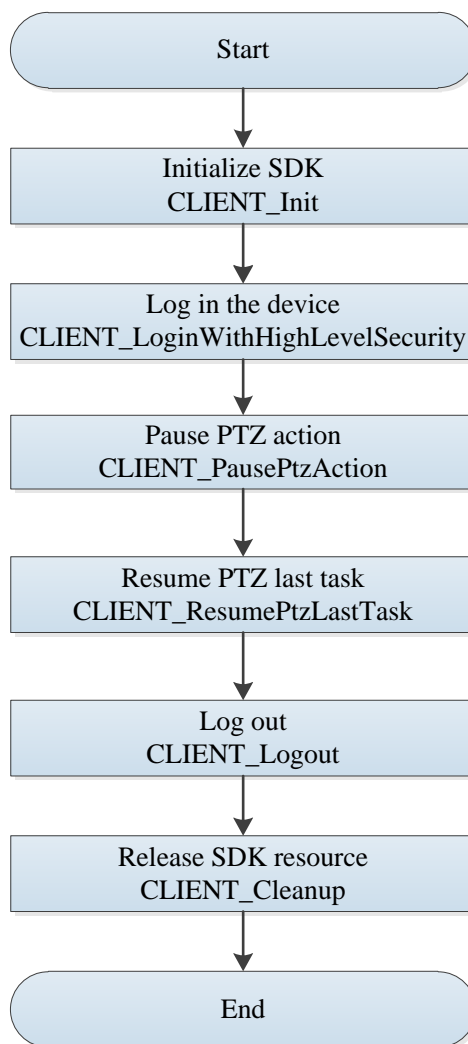 Start
Initialize SDK
CLIENT_Init
Log in the device
CLIENT_LoginWithHighLevelSecurity
Pause PTZ action
CLIENT_PausePtzAction
Resume PTZ last task
CLIENT_ResumePtzLastTask
Log out
CLIENT_Logout
Release SDK resource
CLIENT_Cleanup
End